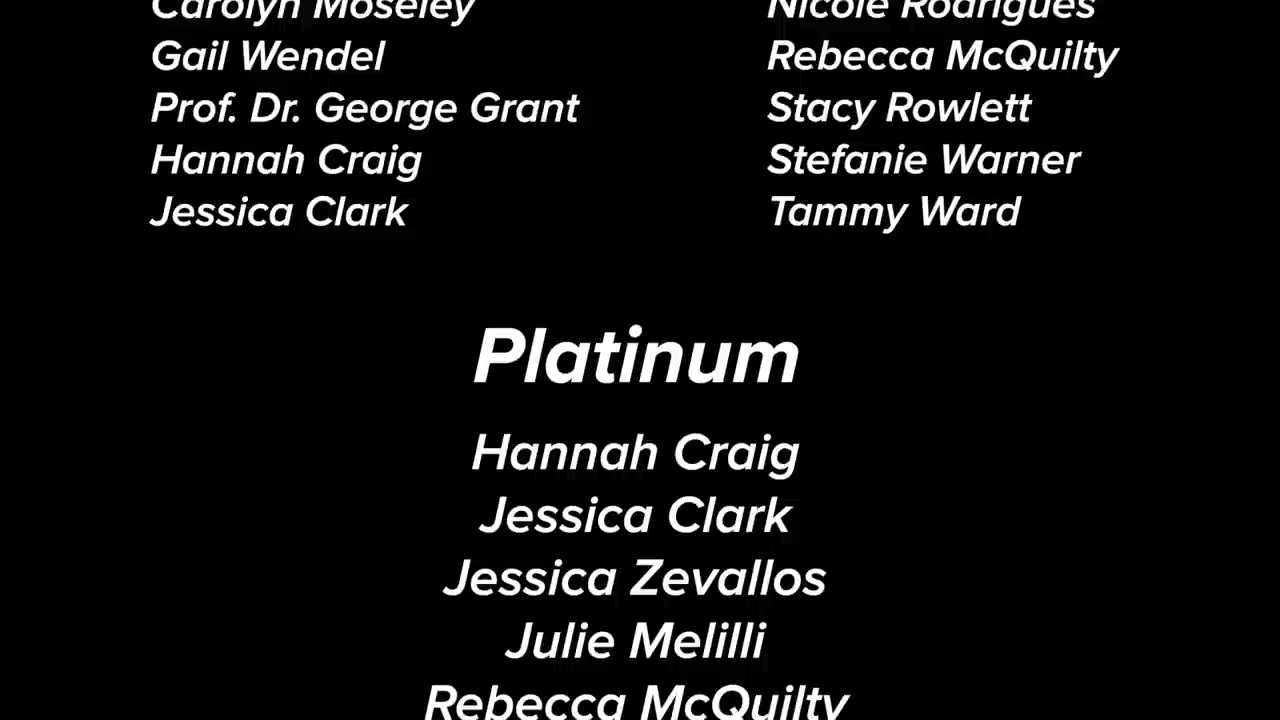 Carolyn Moseley
Gail Wendel
Prof. Dr. George Grant
Hannah Craig
Jessica Clark
Nicole Rodrigues
Rebecca McQuilty
Stacy Rowlett
Stefanie Warner
Tammy Ward
Platinum
Hannah Craig
Jessica Clark
Jessica Zevallos
Julie Melilli
Rebecca McQuilty